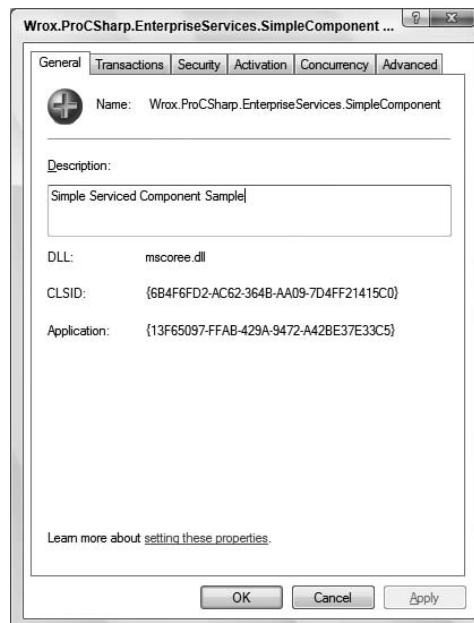 Wrox.ProCSharp.EnterpriseServices.SimpleComponent ...
General Transactions Security Activation Concurrency Advanced
Name: Wrox.ProCSharp.EnterpriseServices.SimpleComponent
Description:
Simple Serviced Component Sample
DLL: mscoree.dll
CLSID: {6B4F6FD2-AC62-364B-AA09-7D4FF21415C0}
Application: {13F65097-FFAB-429A-9472-A42BE37E33C5}
Learn more about setting these properties.
OK Cancel Apply